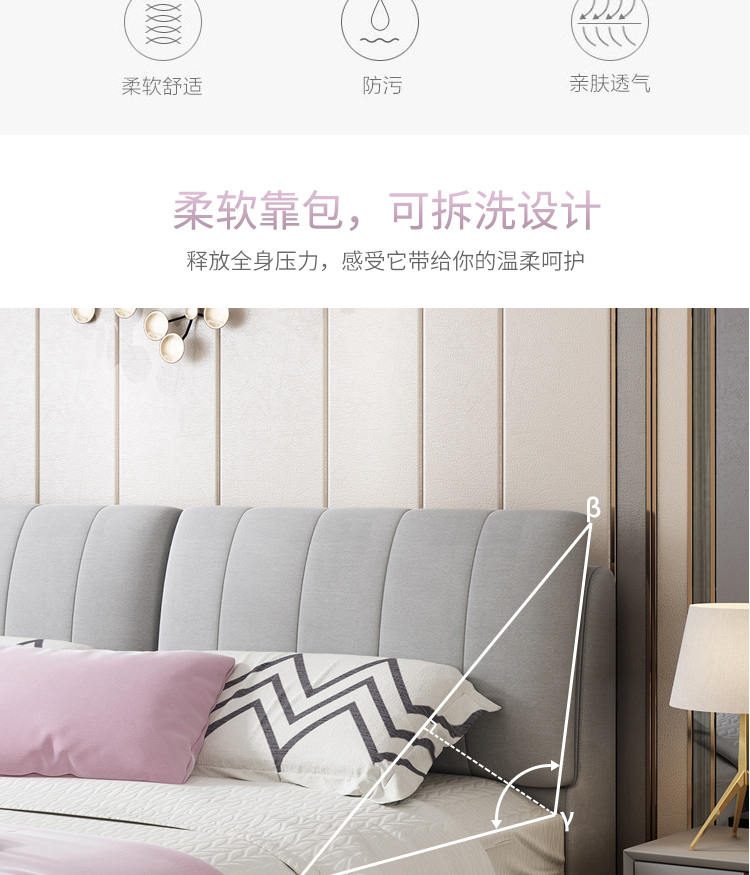 柔软舒适 防污 亲肤透气
柔软靠包，可拆洗设计
释放全身压力，感受它带给你的温柔呵护
β
γ